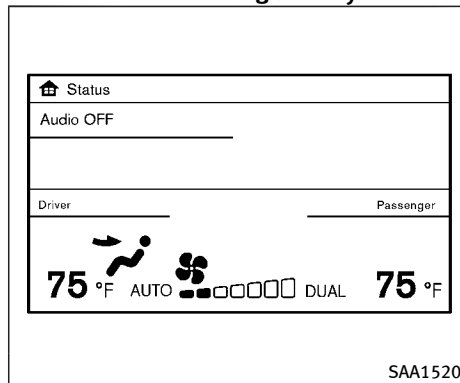 Status
Audio OFF
Driver Passenger
75 °F AUTO DUAL 75 °F
SAA1520